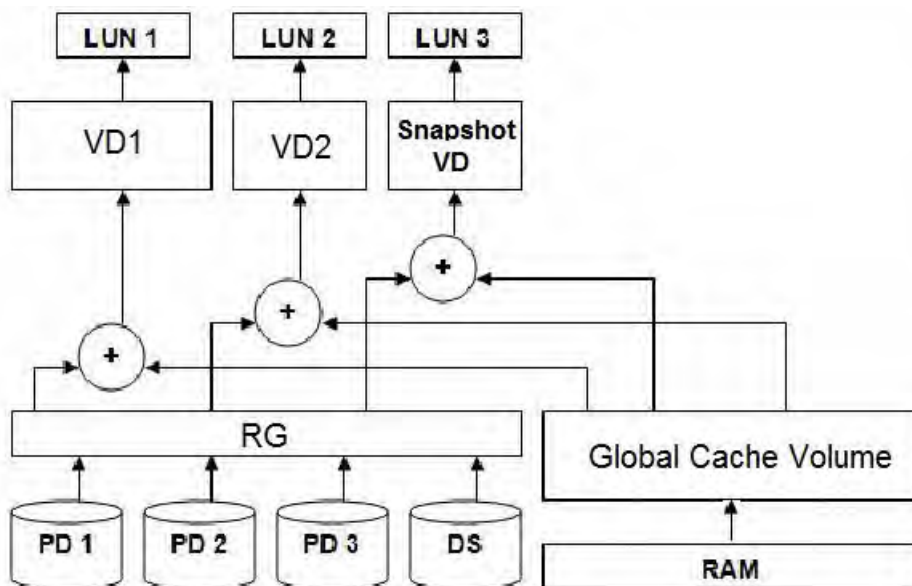 LUN 1
LUN 2
LUN 3
VD1
VD2
Snapshot
VD
+
+
+
RG
Global Cache Volume
PD 1
PD 2
PD 3
DS
RAM